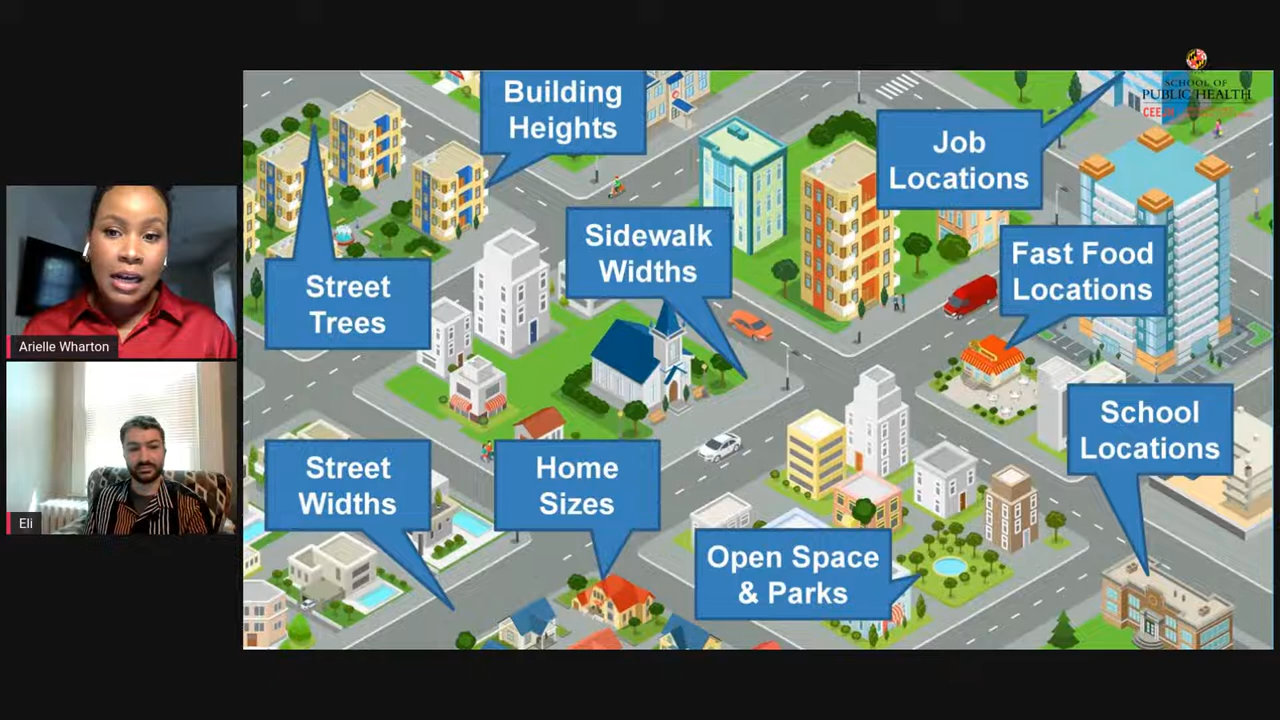 Building
Heights
Job
Locations
SCHOOL OF
PUBLIC HEALTH
Sidewalk
Widths
Fast Food
Locations
Street
Trees
Arielle Wharton
School
Locations
Street
Widths
Home
Sizes
Open Space
& Parks
Eli